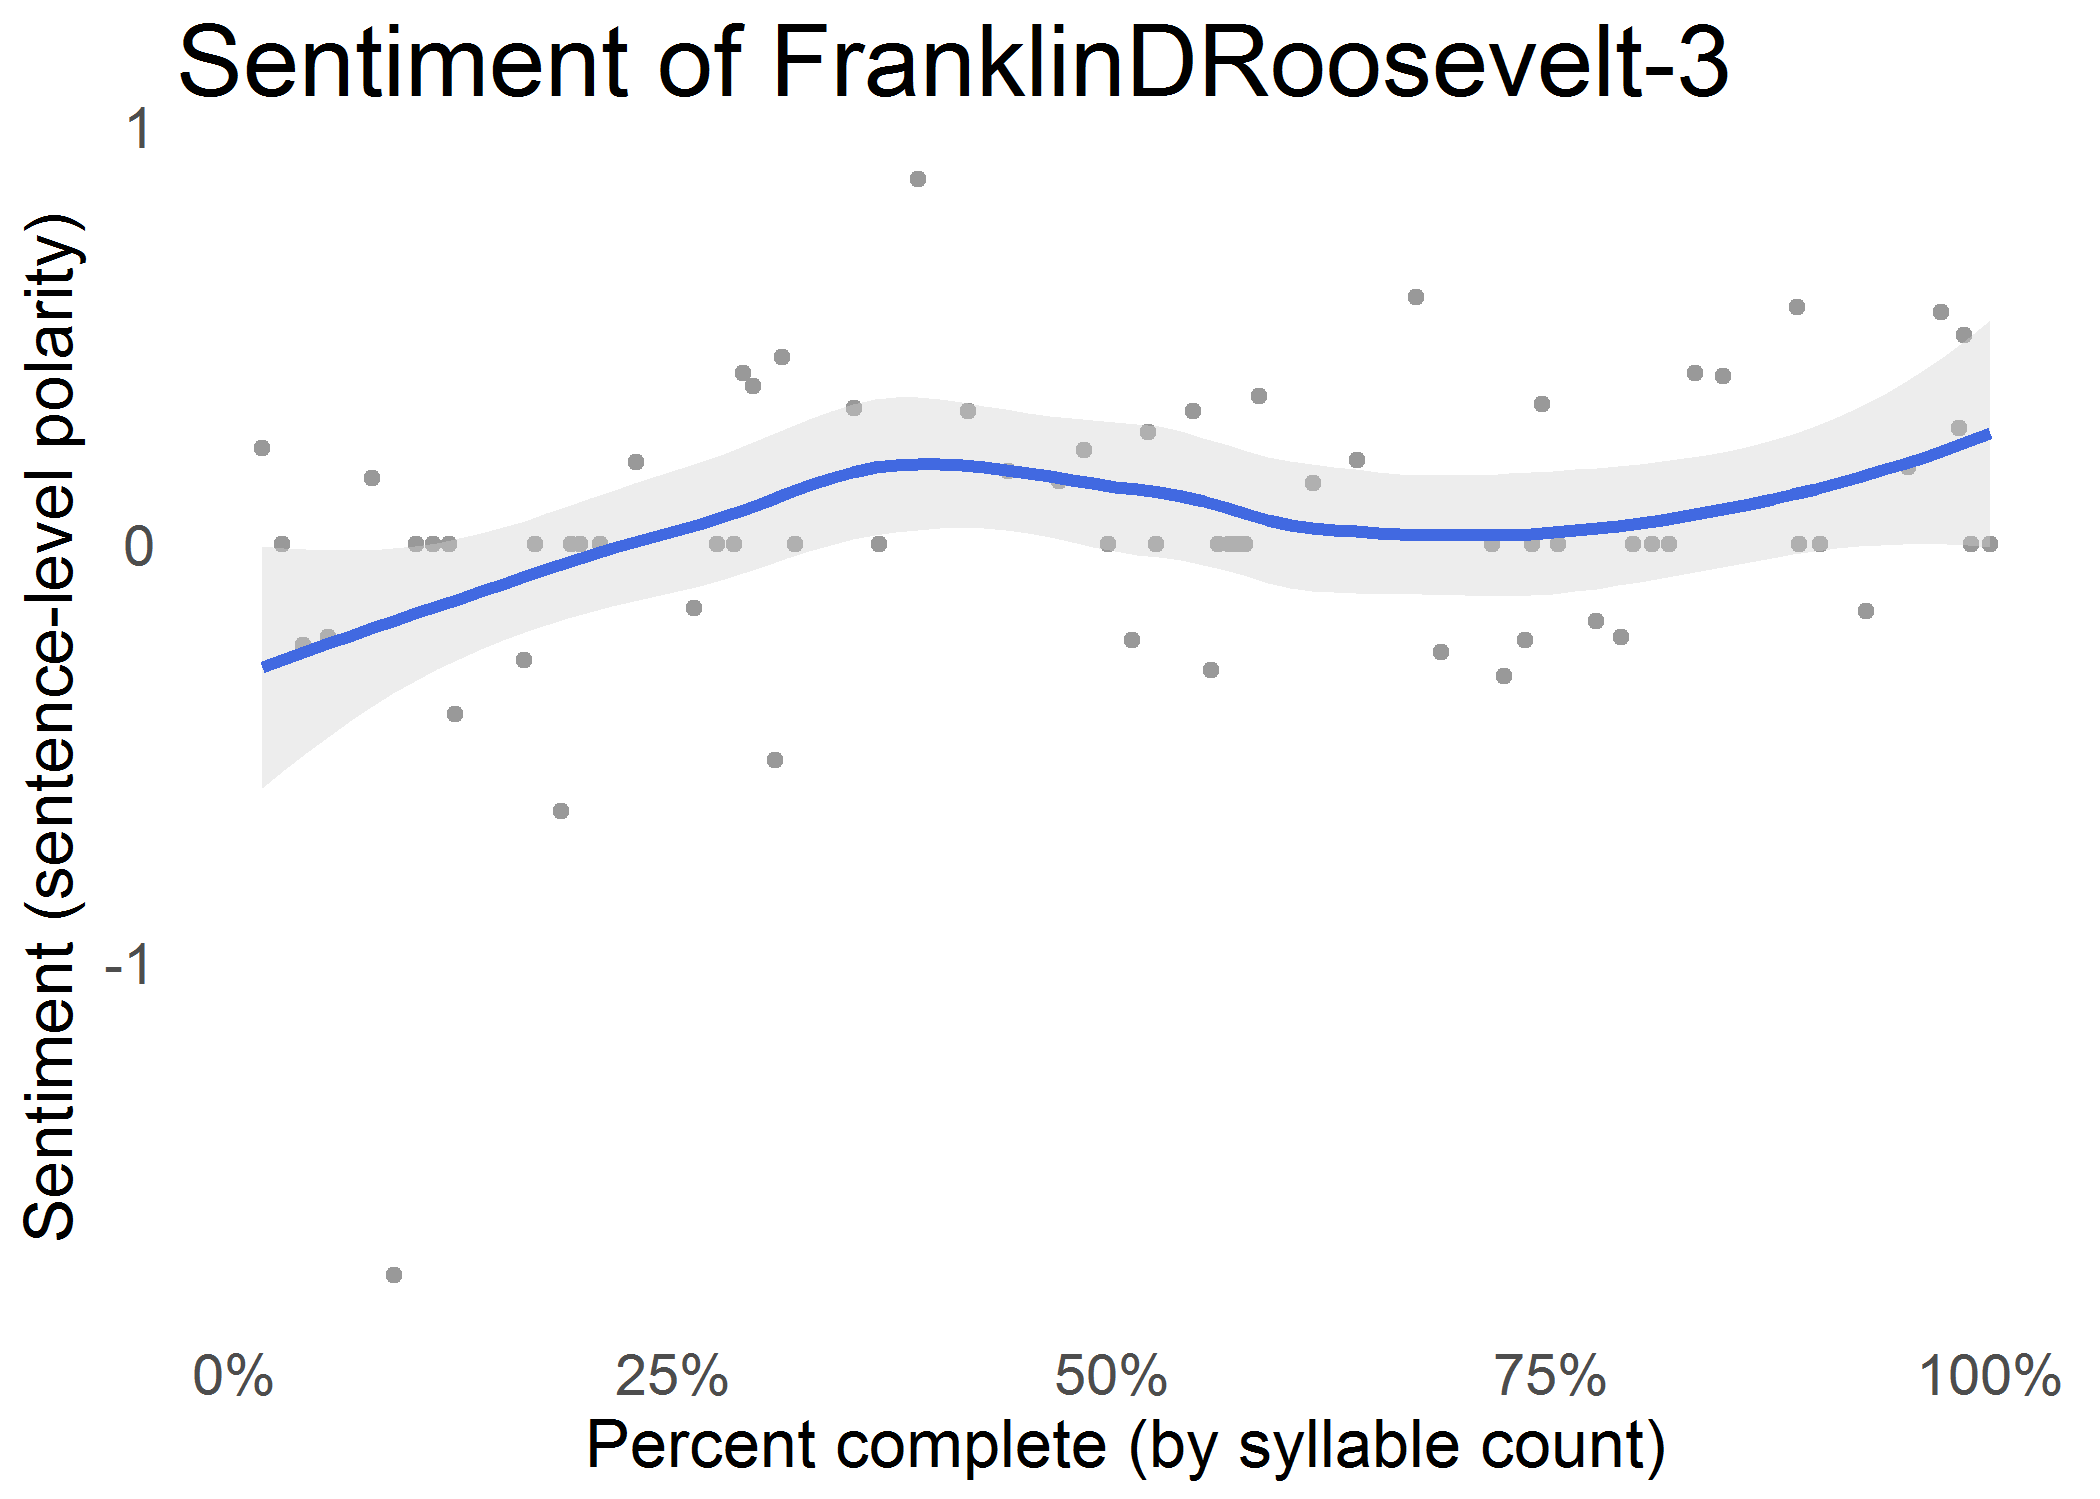 Sentiment of FranklinDRoosevelt-3
Sentiment (sentence-level polarity)
1
0
-1
0%
25%
50%
75%
100%
Percent complete (by syllable count)